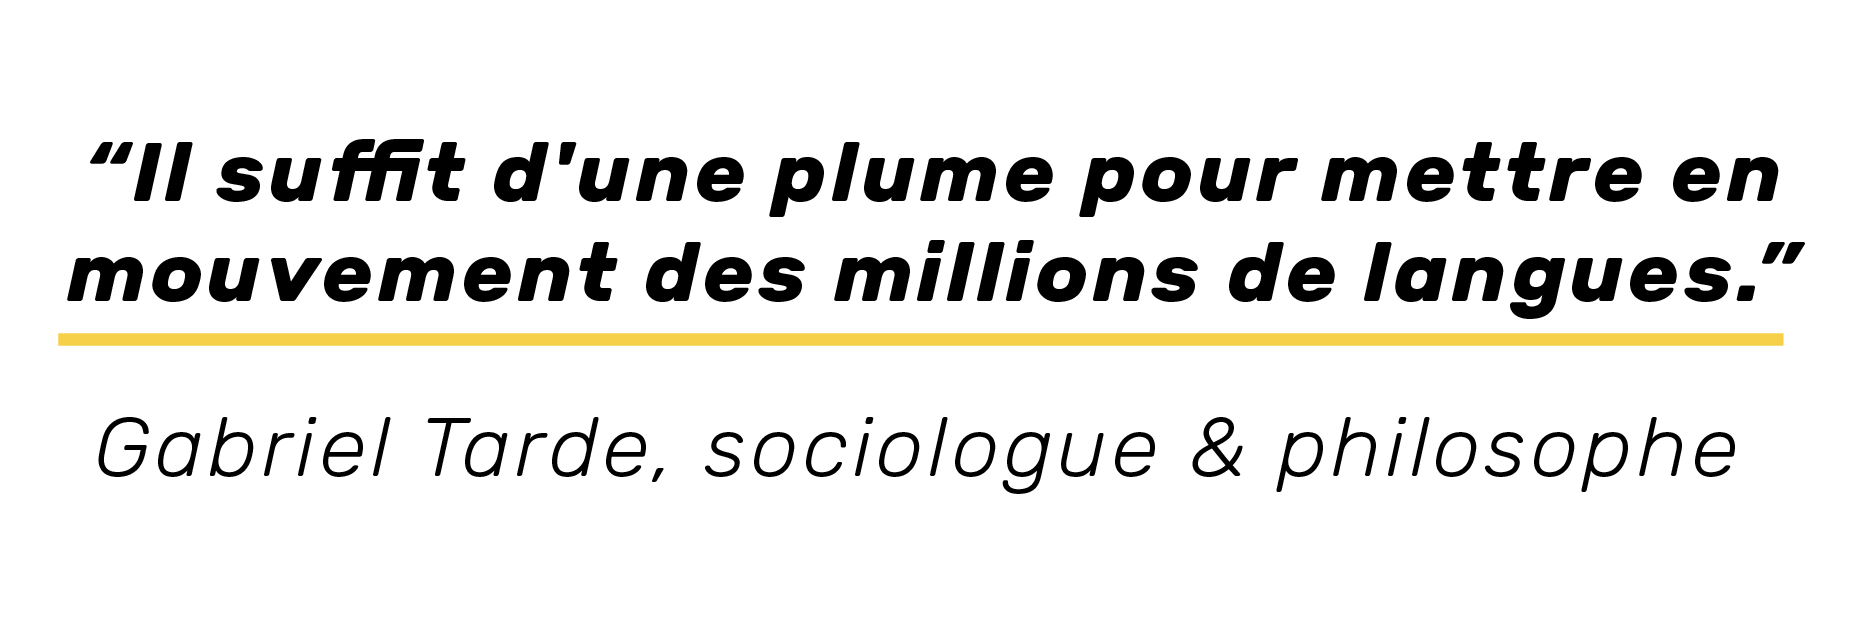 “Il suffit d'une plume pour mettre en
mouvement des millions de langues.”
Gabriel Tarde, sociologue & philosophe